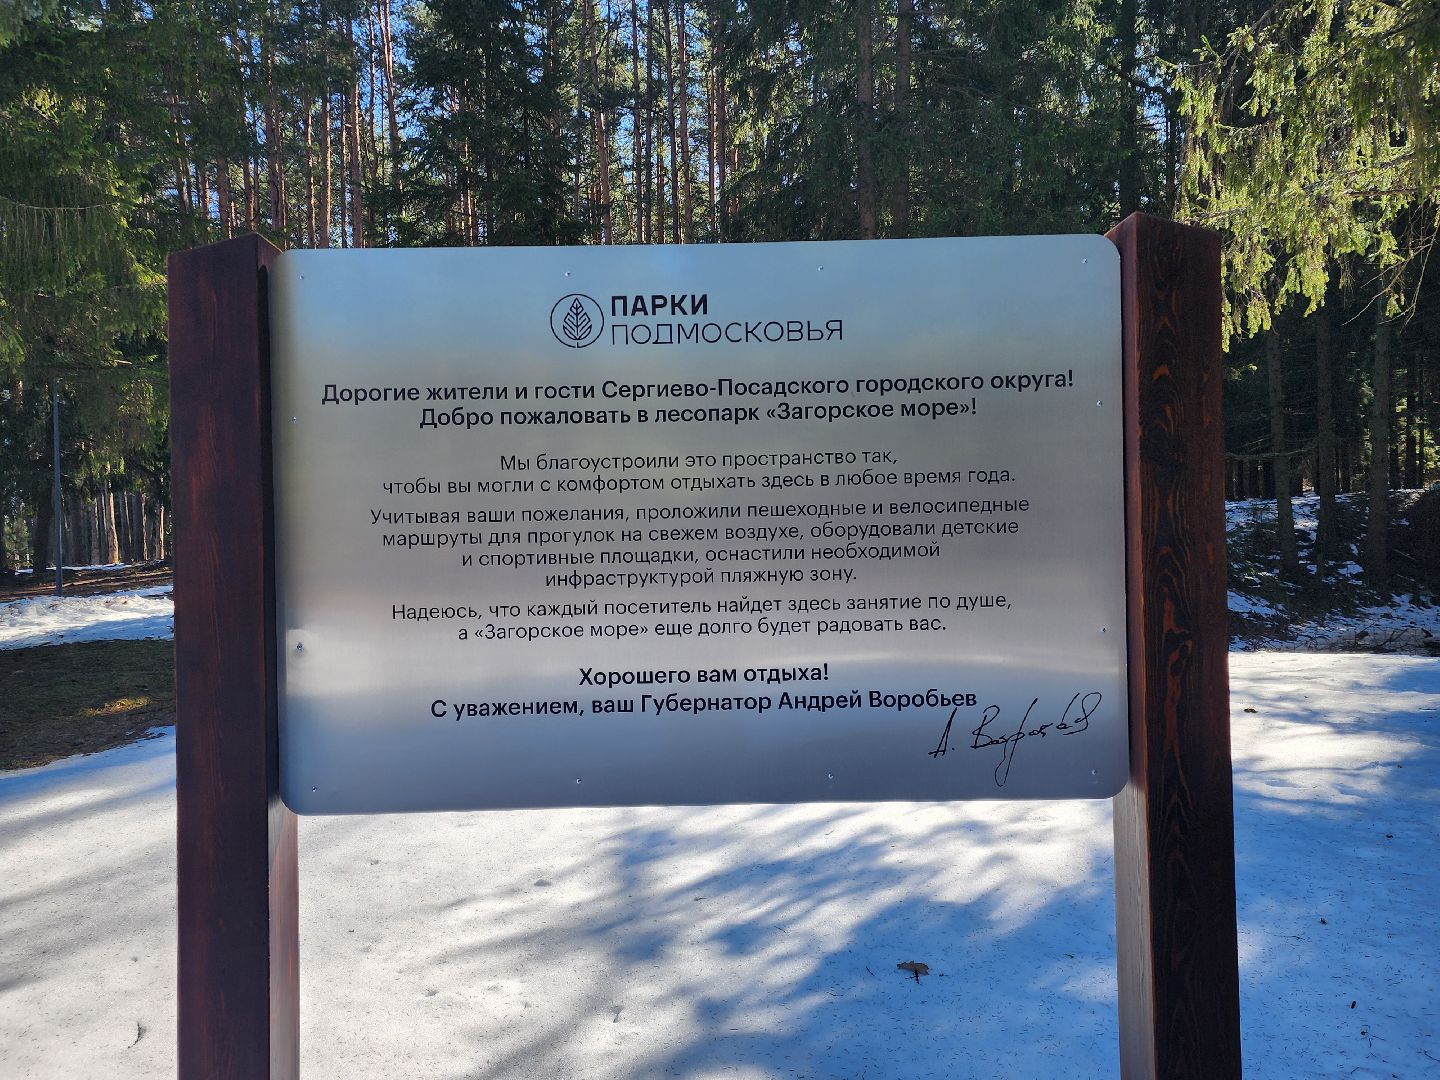 ПАРКИ
ПОДМОСКОВЬЯ
Дорогие жители и гости Сергиево-Посадского городского округа!
Добро пожаловать в лесопарк «Загорское море»!
Мы благоустроили это пространство так,
чтобы вы могли с комфортом отдыхать здесь в любое время года.
Учитывая ваши пожелания, проложили пешеходные и велосипедные
маршруты для прогулок на свежем воздухе, оборудовали детские
и спортивные площадки, оснастили необходимой
инфраструктурой пляжную зону.
Надеюсь, что каждый посетитель найдет здесь занятие по душе,
а «Загорское море» еще долго будет радовать вас.
Хорошего вам отдыха!
С уважением, ваш Губернатор Андрей Воробьев
А. Воробьев